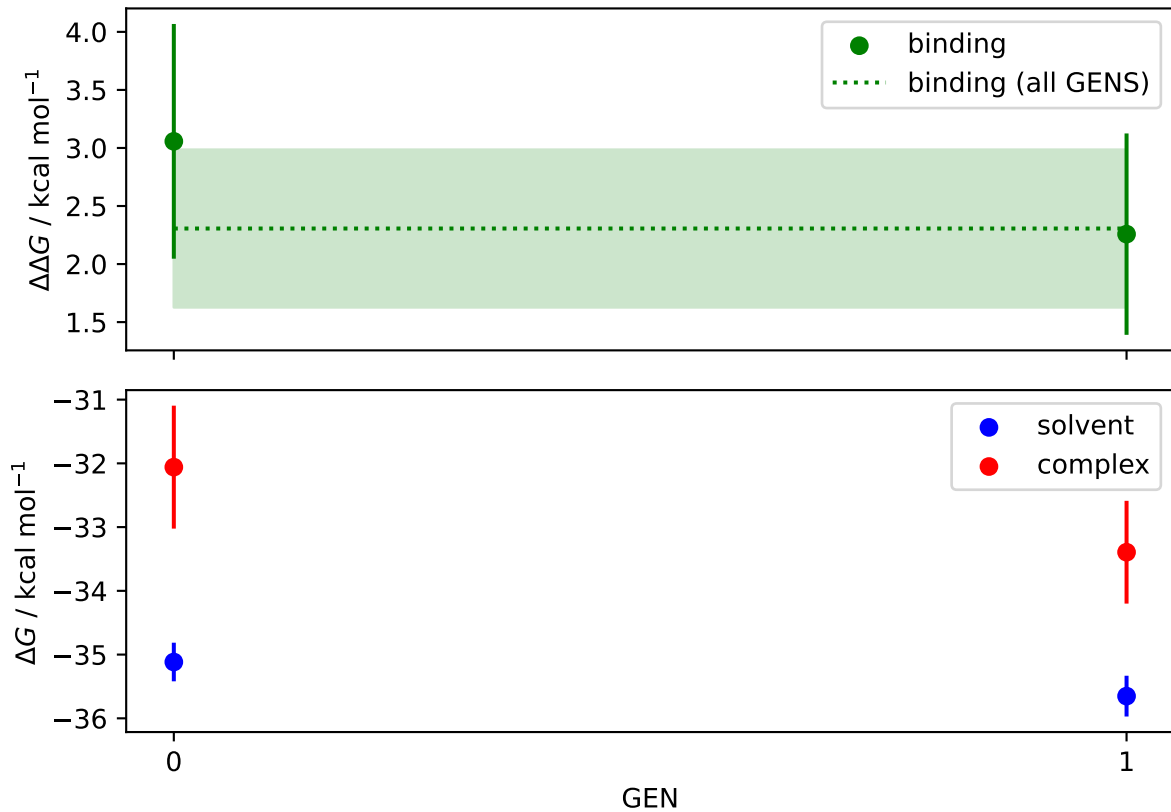 4.0
3.5
3.0
2.5
2.0
1.5
ΔΔG / kcal mol⁻¹
binding
binding (all GENS)
−31
−32
−33
−34
−35
−36
ΔG / kcal mol⁻¹
solvent
complex
0
1
GEN